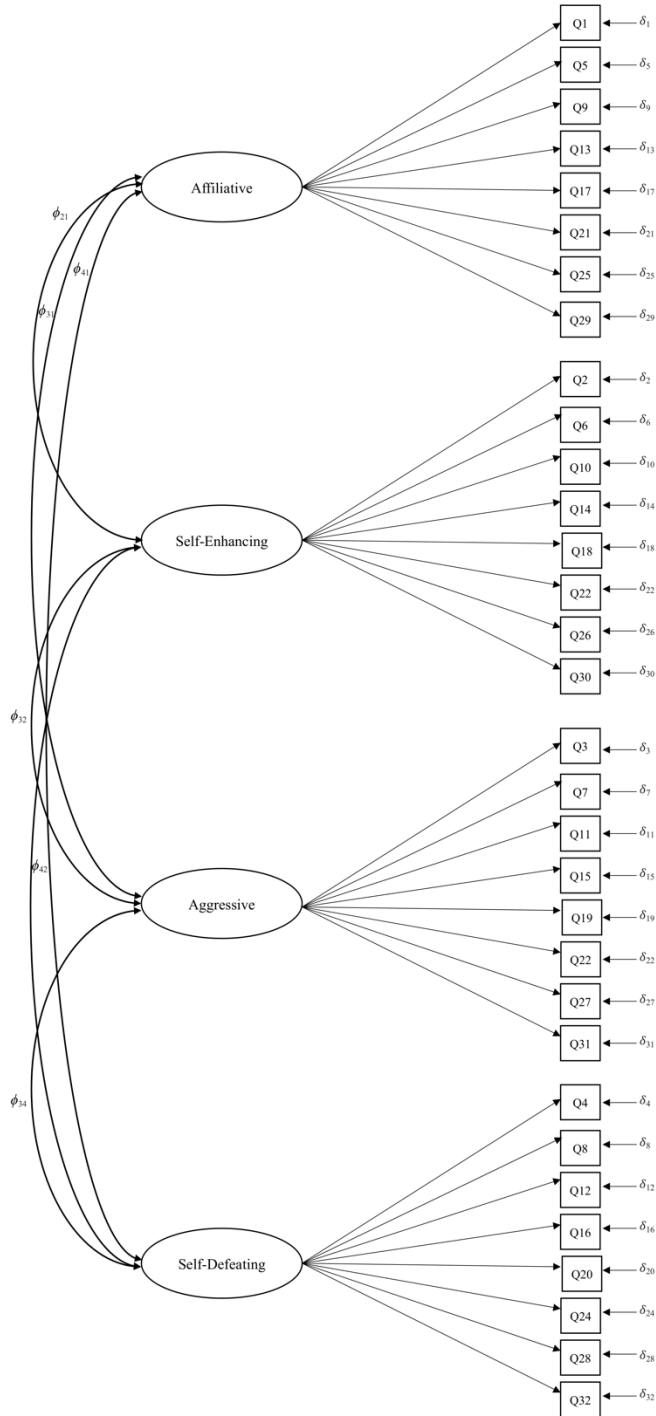 Q1 δ₁
Q5 δ₅
Q9 δ₉
Q13 δ₁₃
Affiliative
Q17 δ₁₇
ϕ₂₁
Q21 δ₂₁
ϕ₄₁
Q25 δ₂₅
ϕ₃₁
Q29 δ₂₉
Q2 δ₂
Q6 δ₆
Q10 δ₁₀
Q14 δ₁₄
Self-Enhancing
Q18 δ₁₈
Q22 δ₂₂
Q26 δ₂₆
Q30 δ₃₀
ϕ₃₂
Q3 δ₃
Q7 δ₇
Q11 δ₁₁
ϕ₄₂
Q15 δ₁₅
Aggressive
Q19 δ₁₉
Q22 δ₂₂
Q27 δ₂₇
Q31 δ₃₁
ϕ₃₄
Q4 δ₄
Q8 δ₈
Q12 δ₁₂
Q16 δ₁₆
Self-Defeating
Q20 δ₂₀
Q24 δ₂₄
Q28 δ₂₈
Q32 δ₃₂